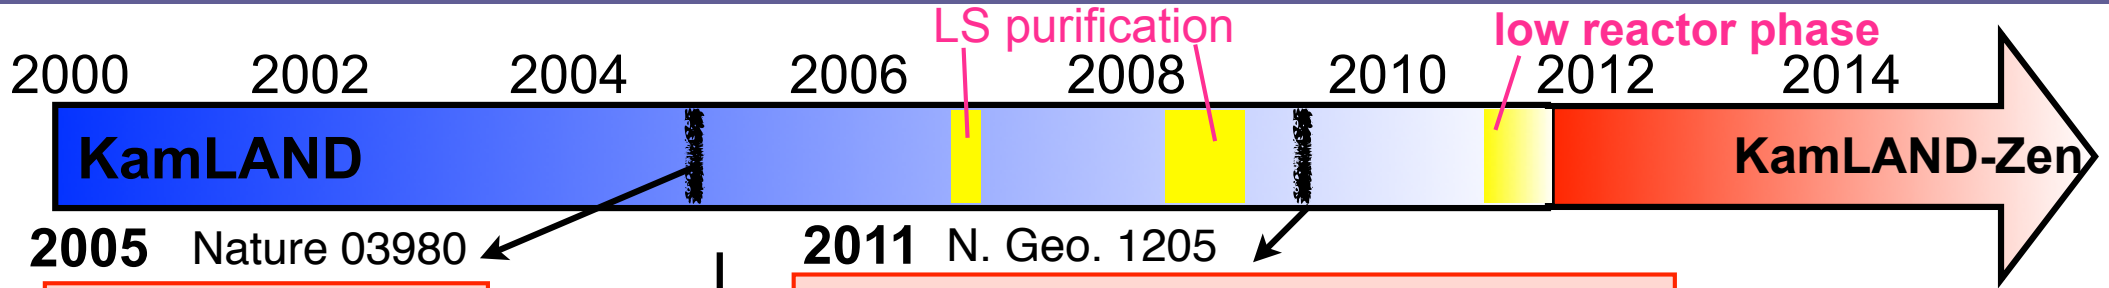 LS purification
low reactor phase
2000 2002 2004 2006 2008 2010 2012 2014
KamLAND
KamLAND-Zen
2005 Nature 03980
2011 N. Geo. 1205